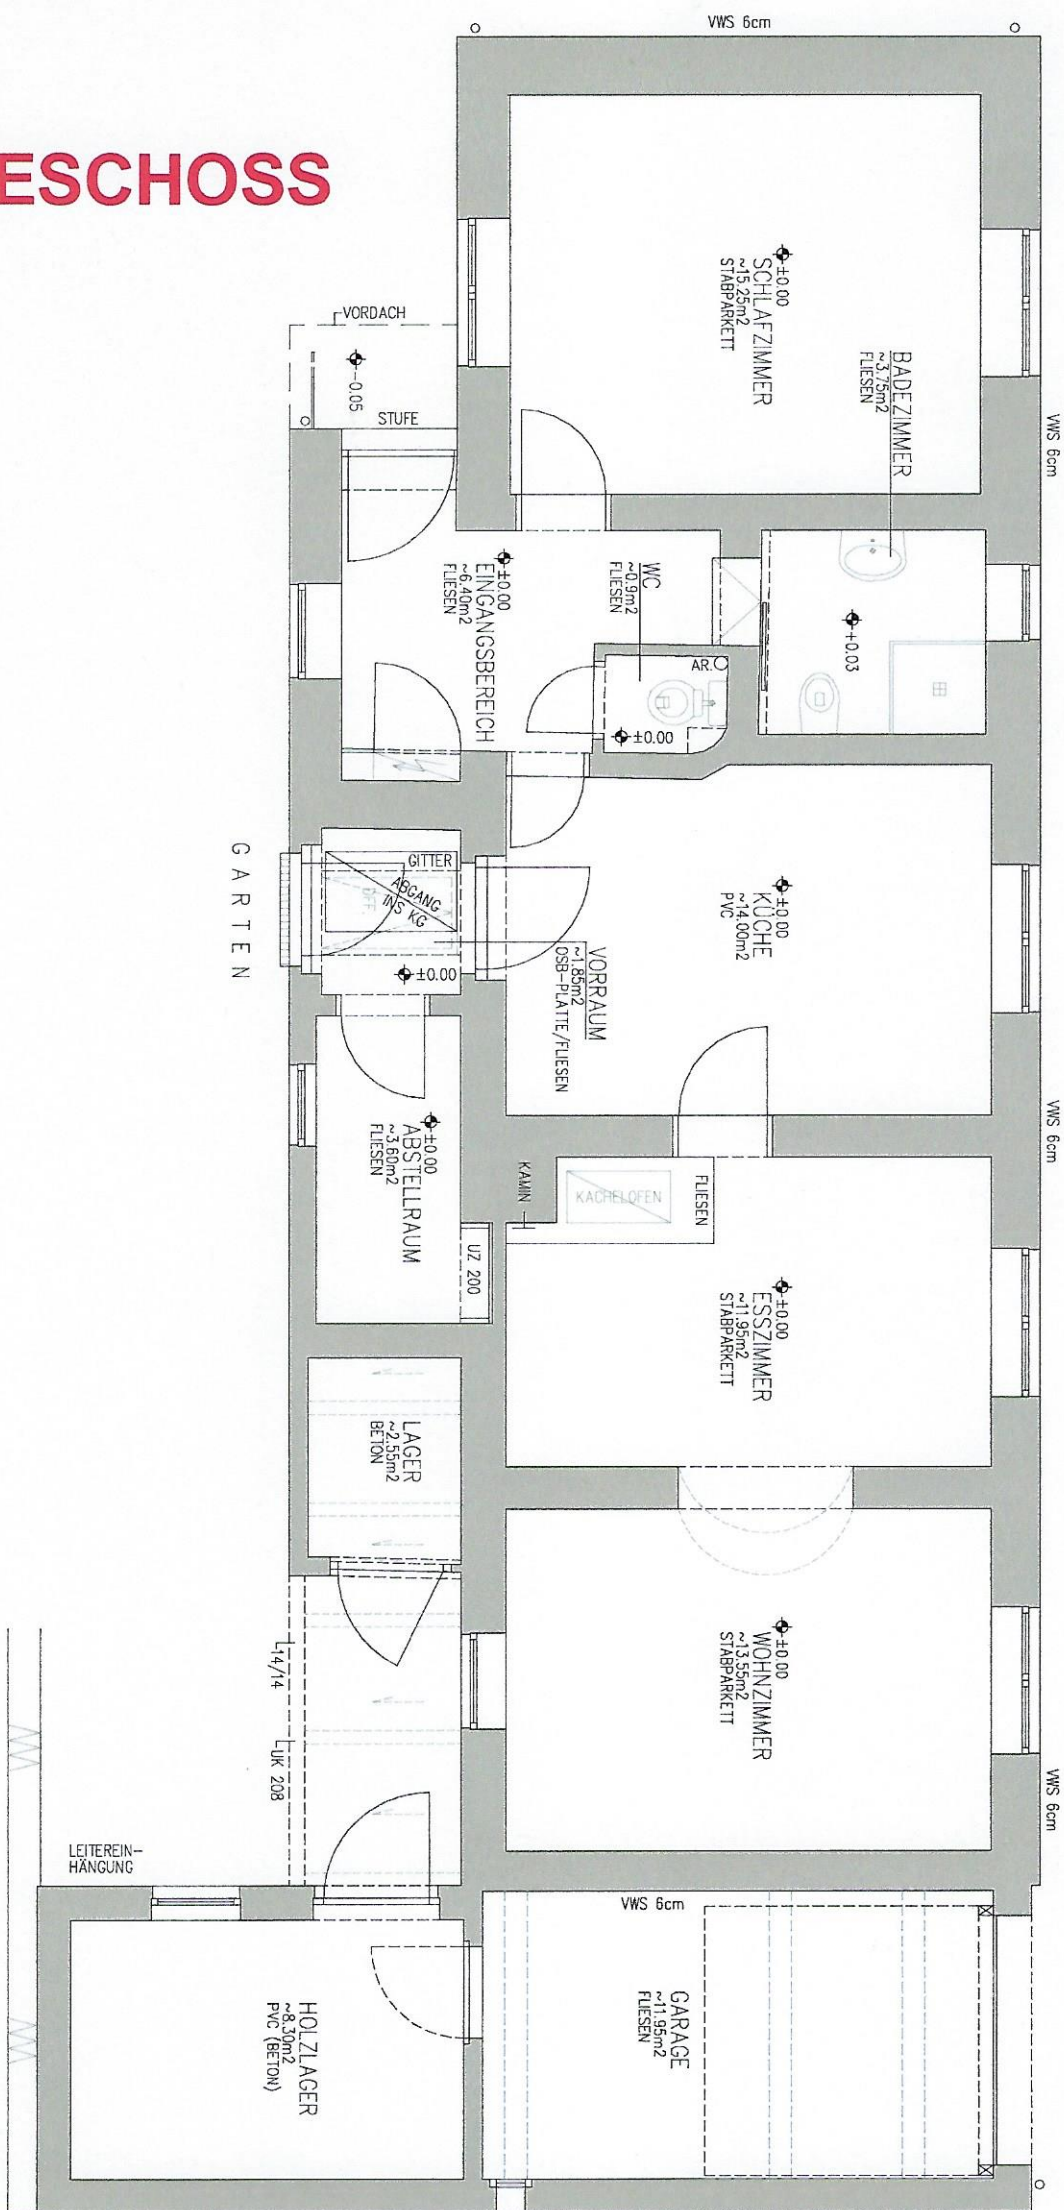 ESCHOSS
VWS 6cm
±0.00
SCHLAFZIMMER
~15.25m2
STABPARKETT
BADEZIMMER
~3.75m2
FLIESEN
VWS 6cm
VORDACH
-0.05
STUFE
±0.00
EINGANGSBEREICH
~6.40m2
FLIESEN
WC
~0.9m2
FLIESEN
+0.03
AR.
±0.00
GARTEN
GITTER
ABGANG
INS KG
ÖFF.
±0.00
VORRAUM
~1.85m2
OSB-PLATTE/FLIESEN
±0.00
KÜCHE
~14.00m2
PVC
VWS 6cm
±0.00
ABSTELLRAUM
~3.60m2
FLIESEN
UZ 200
KAMIN
KACHELOFEN
FLIESEN
±0.00
ESSZIMMER
~11.95m2
STABPARKETT
LAGER
~2.55m2
BETON
±0.00
WOHNZIMMER
~13.55m2
STABPARKETT
VWS 6cm
14/14
UK 208
LEITEREIN-
HÄNGUNG
VWS 6cm
GARAGE
~11.95m2
FLIESEN
HOLZLAGER
~8.30m2
PVC (BETON)